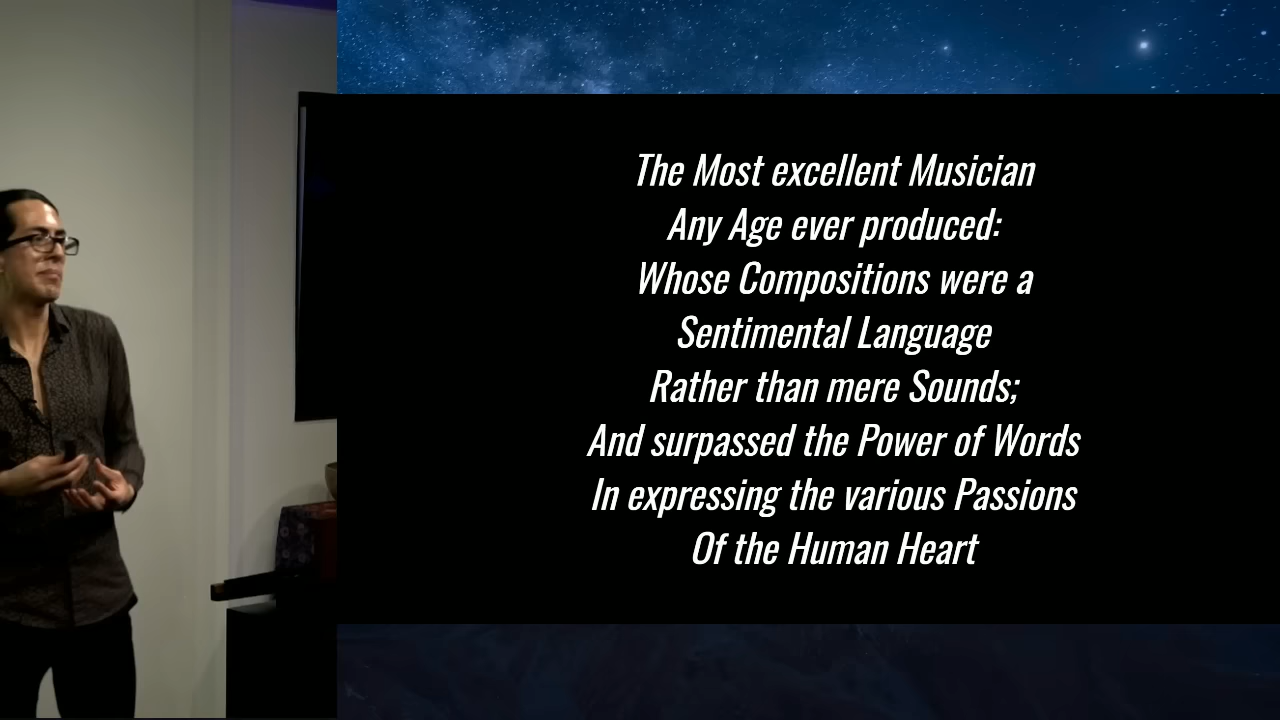 The Most excellent Musician
Any Age ever produced:
Whose Compositions were a
Sentimental Language
Rather than mere Sounds;
And surpassed the Power of Words
In expressing the various Passions
Of the Human Heart